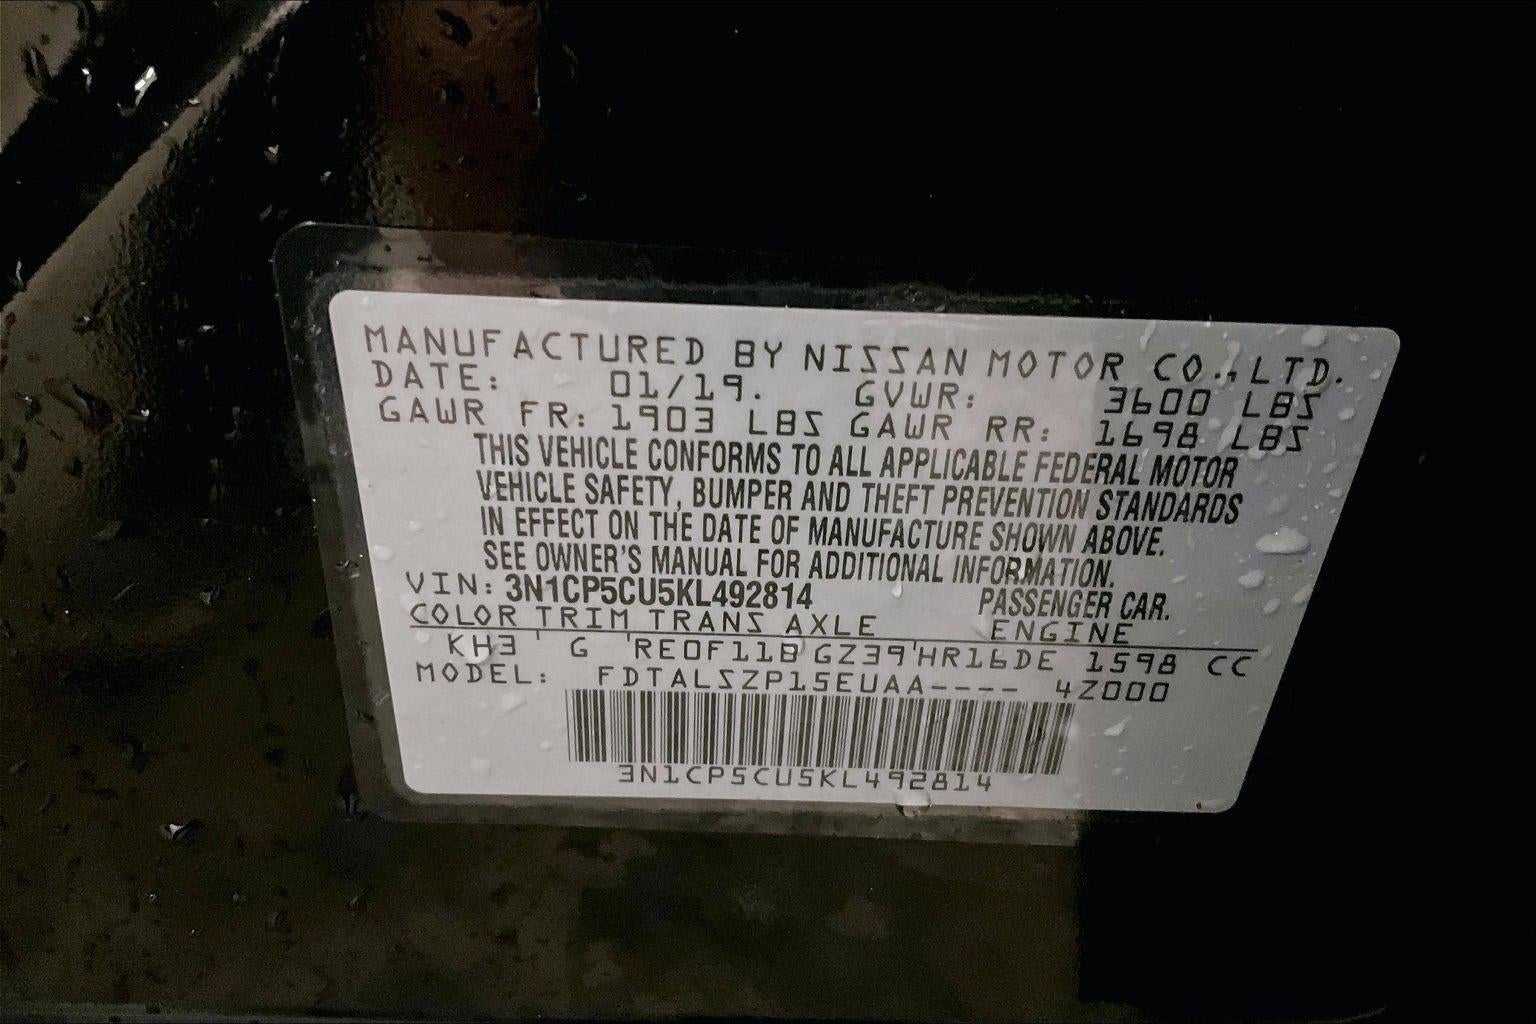 MANUFACTURED BY NISSAN MOTOR CO.,LTD.
DATE: 01/19. GVWR: 3600 LBS
GAWR FR: 1903 LBS GAWR RR: 1698 LBS
THIS VEHICLE CONFORMS TO ALL APPLICABLE FEDERAL MOTOR
VEHICLE SAFETY, BUMPER AND THEFT PREVENTION STANDARDS
IN EFFECT ON THE DATE OF MANUFACTURE SHOWN ABOVE.
SEE OWNER'S MANUAL FOR ADDITIONAL INFORMATION.
VIN: 3N1CP5CU5KL492814 PASSENGER CAR.
COLOR TRIM TRANS AXLE ENGINE
KH3 ' G 'RE0F11B GZ39'HR16DE 1598 CC
MODEL: FDTALSZP15EUAA---- 4Z000
3N1CP5CU5KL492814